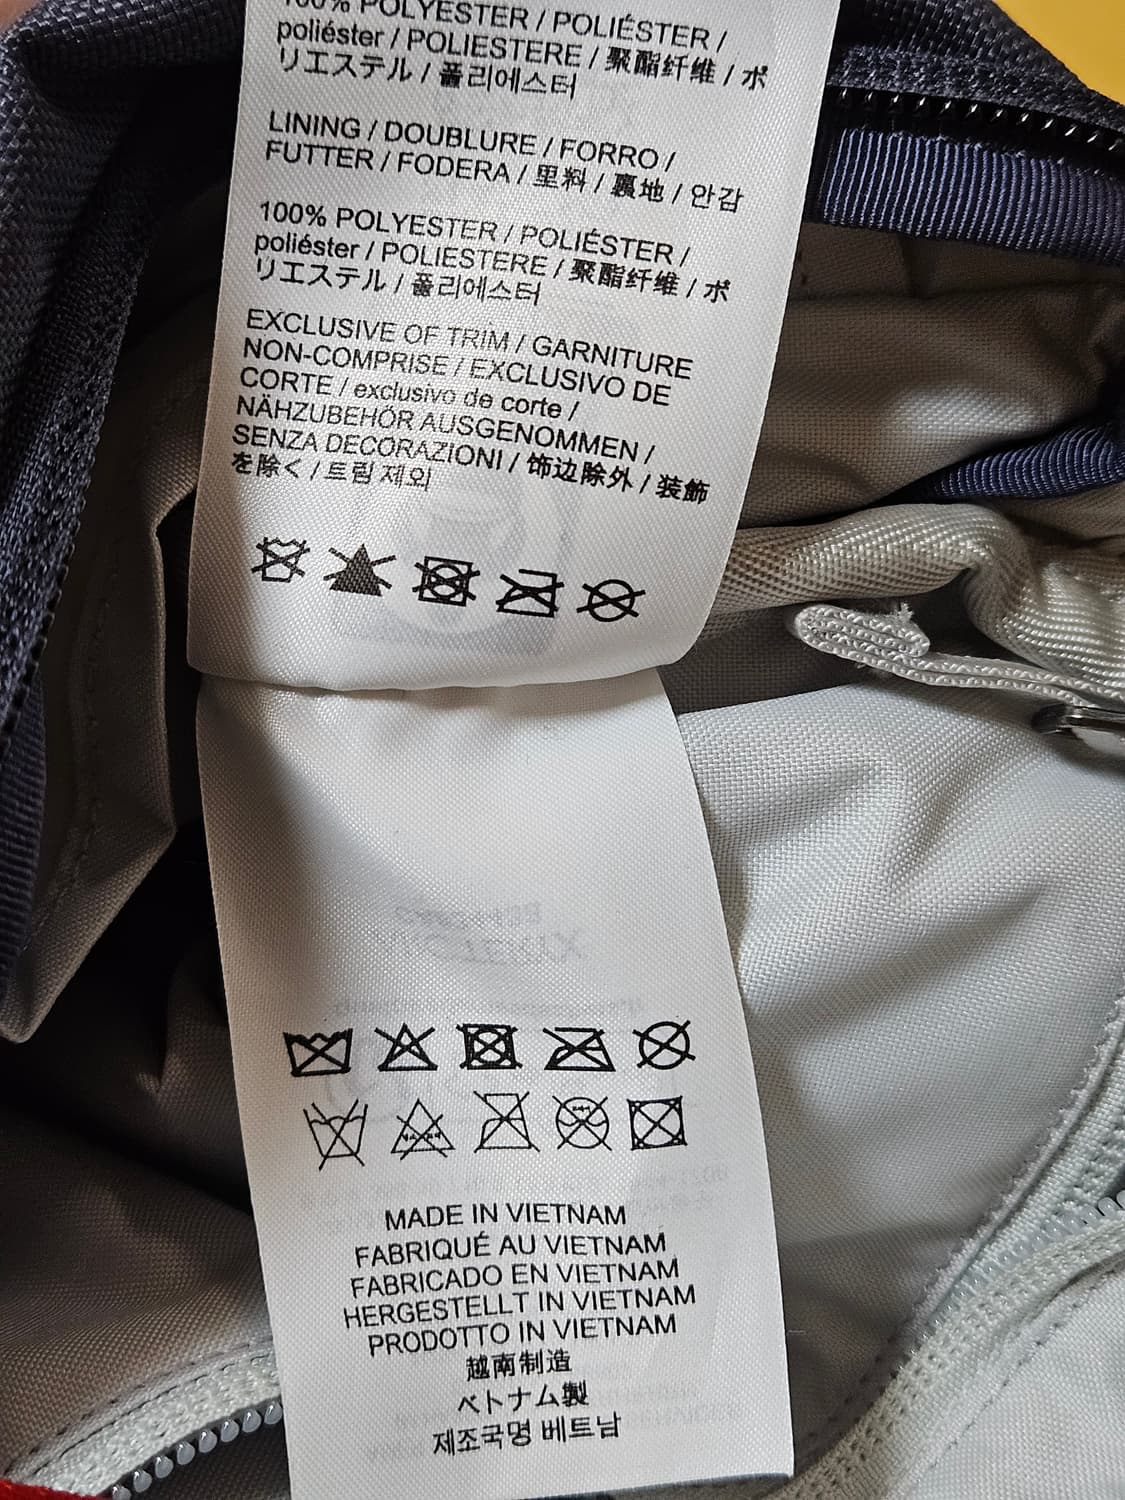 100% POLYESTER / POLIÉSTER /
poliéster / POLIESTERE / 聚酯纤维 / ポ
リエステル / 폴리에스터
LINING / DOUBLURE / FORRO /
FUTTER / FODERA / 里料 / 裏地 / 안감
100% POLYESTER / POLIÉSTER /
poliéster / POLIESTERE / 聚酯纤维 / ポ
リエステル / 폴리에스터
EXCLUSIVE OF TRIM / GARNITURE
NON-COMPRISE / EXCLUSIVO DE
CORTE / exclusivo de corte /
NÄHZUBEHÖR AUSGENOMMEN /
SENZA DECORAZIONI / 饰边除外 / 装飾
を除く / 트림 제외
MADE IN VIETNAM
FABRIQUÉ AU VIETNAM
FABRICADO EN VIETNAM
HERGESTELLT IN VIETNAM
PRODOTTO IN VIETNAM
越南制造
ベトナム製
제조국명 베트남